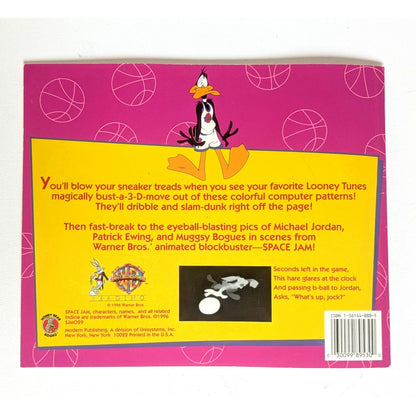 You'll blow your sneaker treads when you see your favorite Looney Tunes
magically bust-a-3-D-move out of these colorful computer patterns!
They'll dribble and slam-dunk right off the page!
Then fast-break to the eyeball-blasting pics of Michael Jordan,
Patrick Ewing, and Muggsy Bogues in scenes from
Warner Bros.' animated blockbuster—SPACE JAM!
Seconds left in the game,
This hare glares at the clock
And passing b-ball to Jordan,
Asks, "What's up, jock?"
© 1996 Warner Bros.
SPACE JAM, characters, names, and all related
indicia are trademarks of Warner Bros. ©1996
Modern Publishing, A division of Unisystems, Inc.
New York, New York 10022 Printed in the U.S.A.